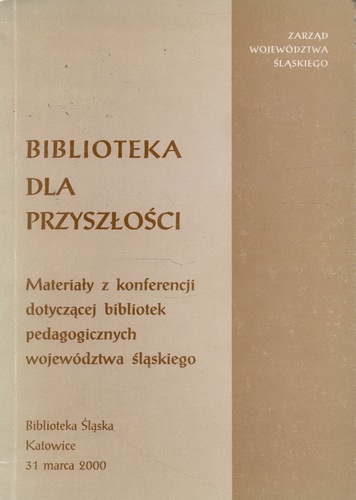 ZARZĄD
WOJEWÓDZTWA
ŚLĄSKIEGO
BIBLIOTEKA
DLA
PRZYSZŁOŚCI
Materiały z konferencji
dotyczącej bibliotek
pedagogicznych
województwa śląskiego
Biblioteka Śląska
Katowice
31 marca 2000